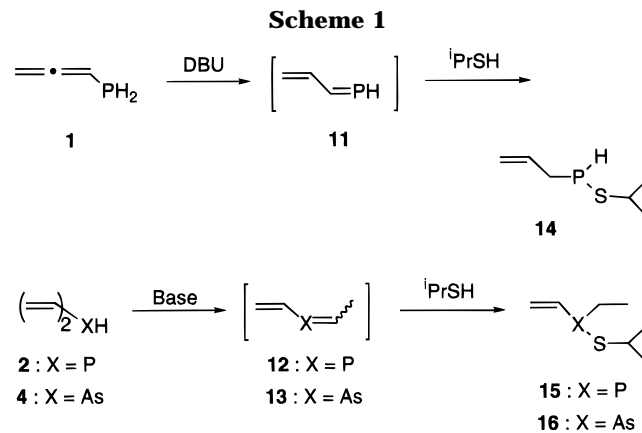 Scheme 1
DBU
iPrSH
PH2
PH
1
11
H
P
S
14
( )2
XH
Base
X
iPrSH
X
S
2 : X = P
4 : X = As
12 : X = P
13 : X = As
15 : X = P
16 : X = As